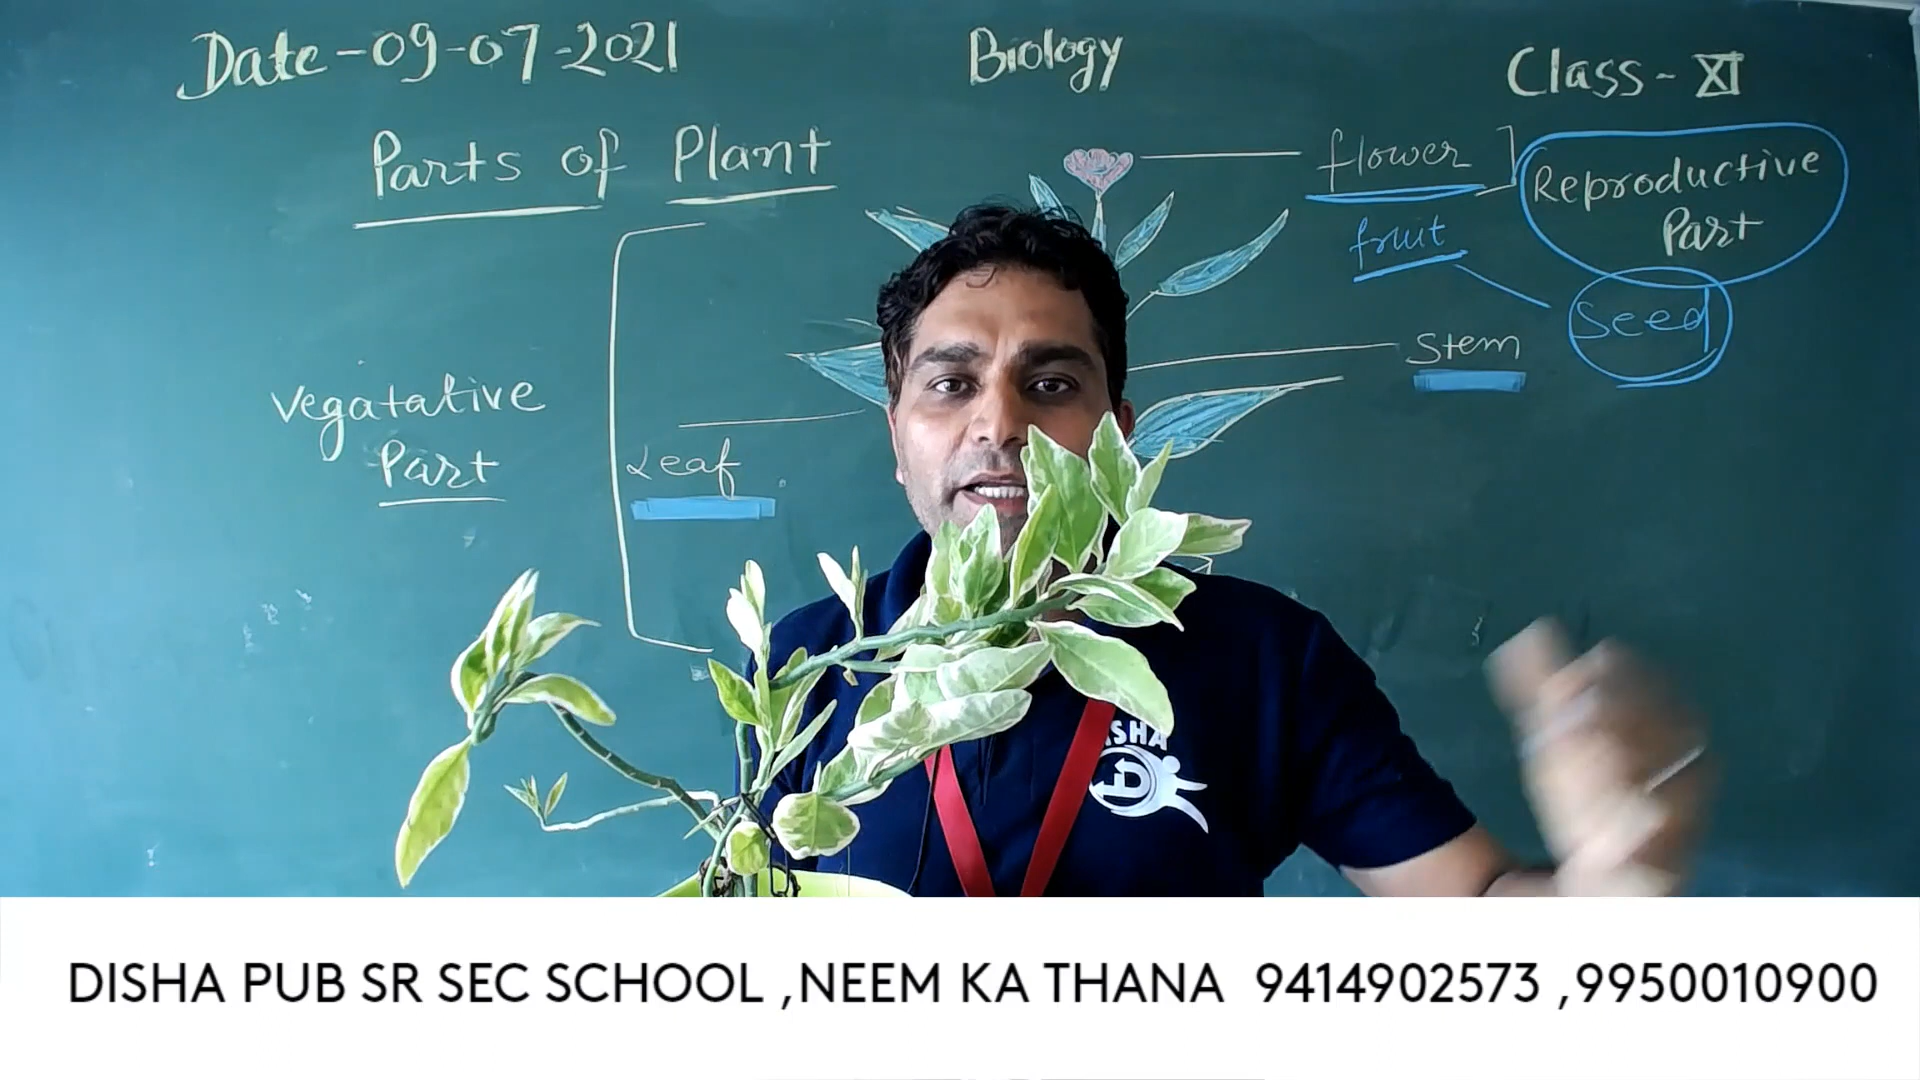 Date-09-07-2021
Biology
Class-XI
Parts of Plant
flower
Reproductive
Part
fruit
Seed
Stem
Vegatative
Part
Leaf
DISHA PUB SR SEC SCHOOL ,NEEM KA THANA 9414902573 ,9950010900